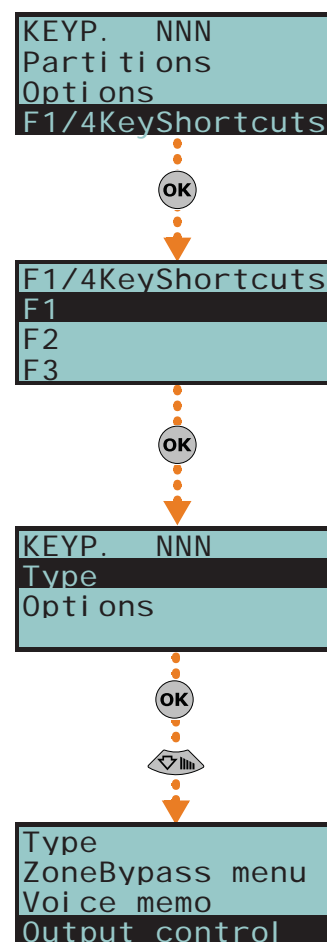 KEYP. NNN
Partitions
Options
F1/4KeyShortcuts
OK
F1/4KeyShortcuts
F1
F2
F3
OK
KEYP. NNN
Type
Options
OK
Type
ZoneBypass menu
Voice memo
Output control